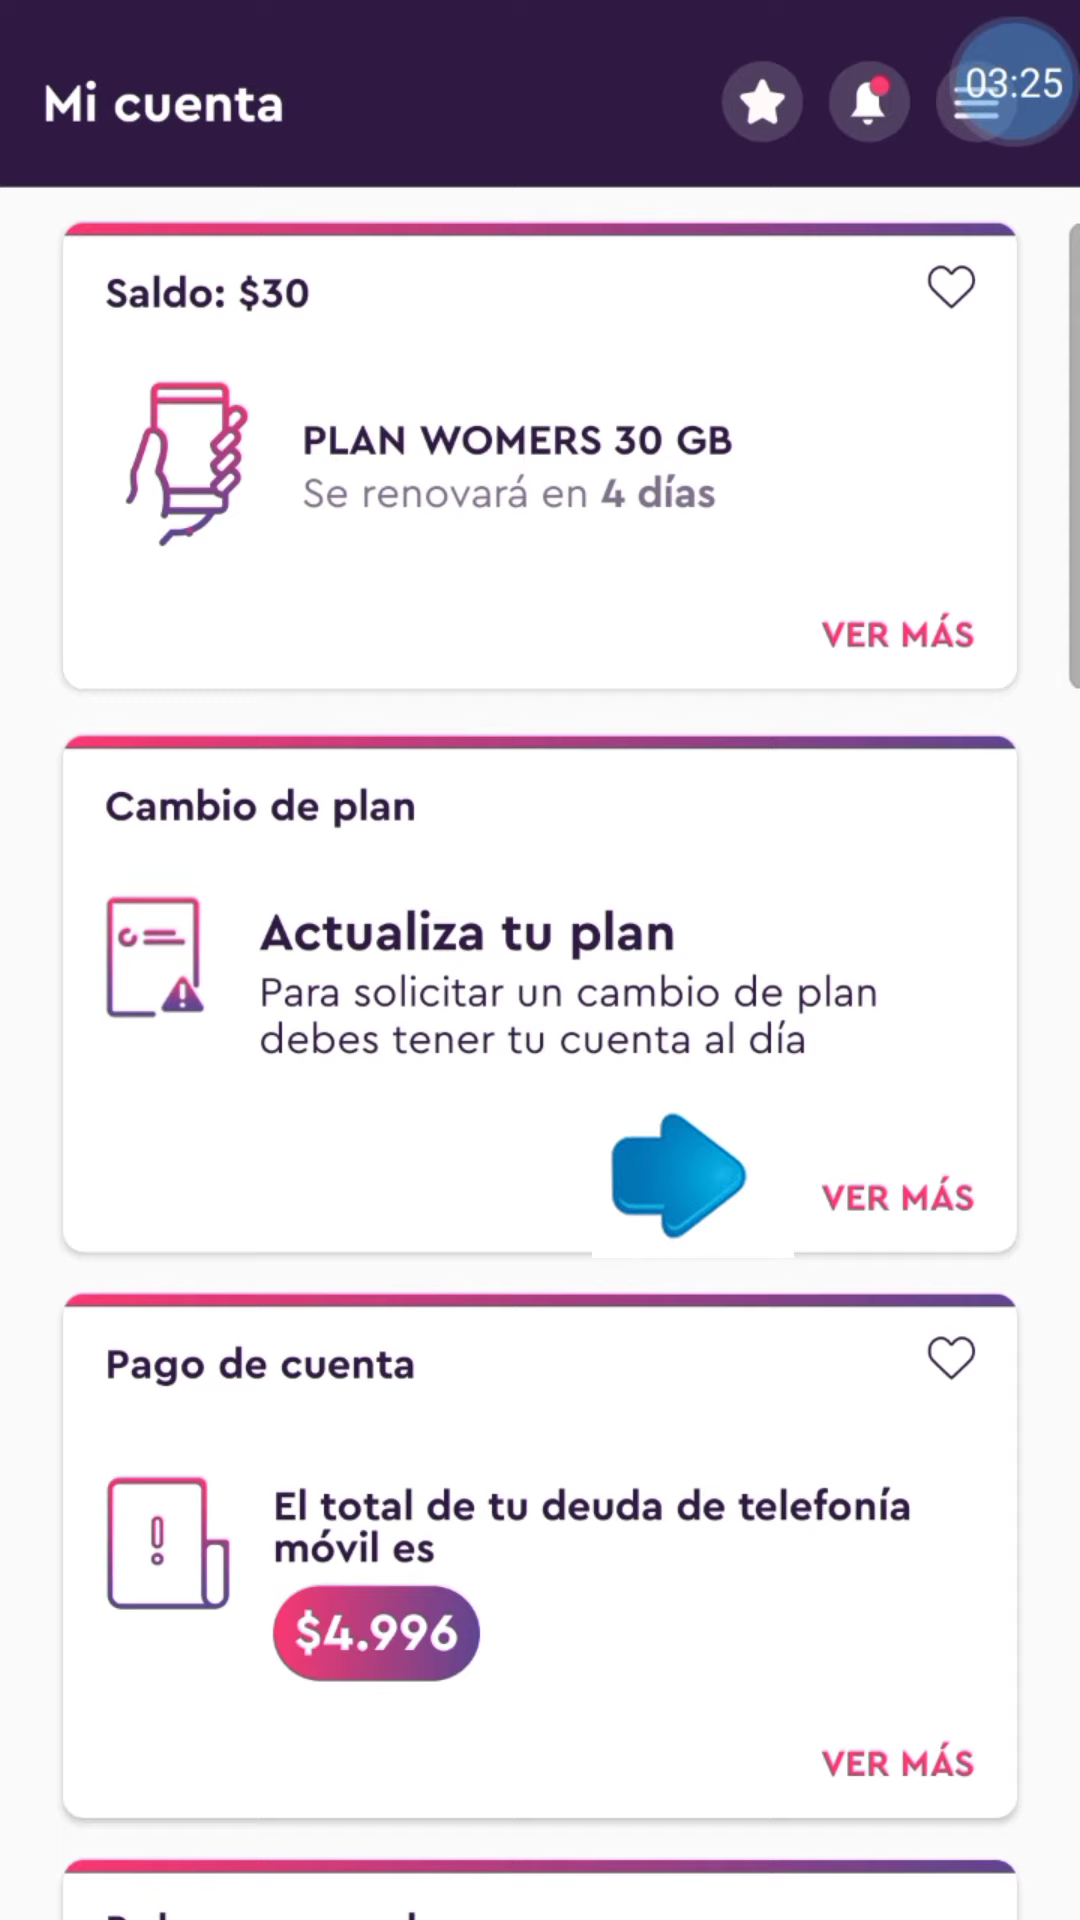 Mi cuenta
03:25
Saldo: $30
PLAN WOMERS 30 GB
Se renovará en 4 días
VER MÁS
Cambio de plan
Actualiza tu plan
Para solicitar un cambio de plan
debes tener tu cuenta al día
VER MÁS
Pago de cuenta
El total de tu deuda de telefonía
móvil es
$4.996
VER MÁS